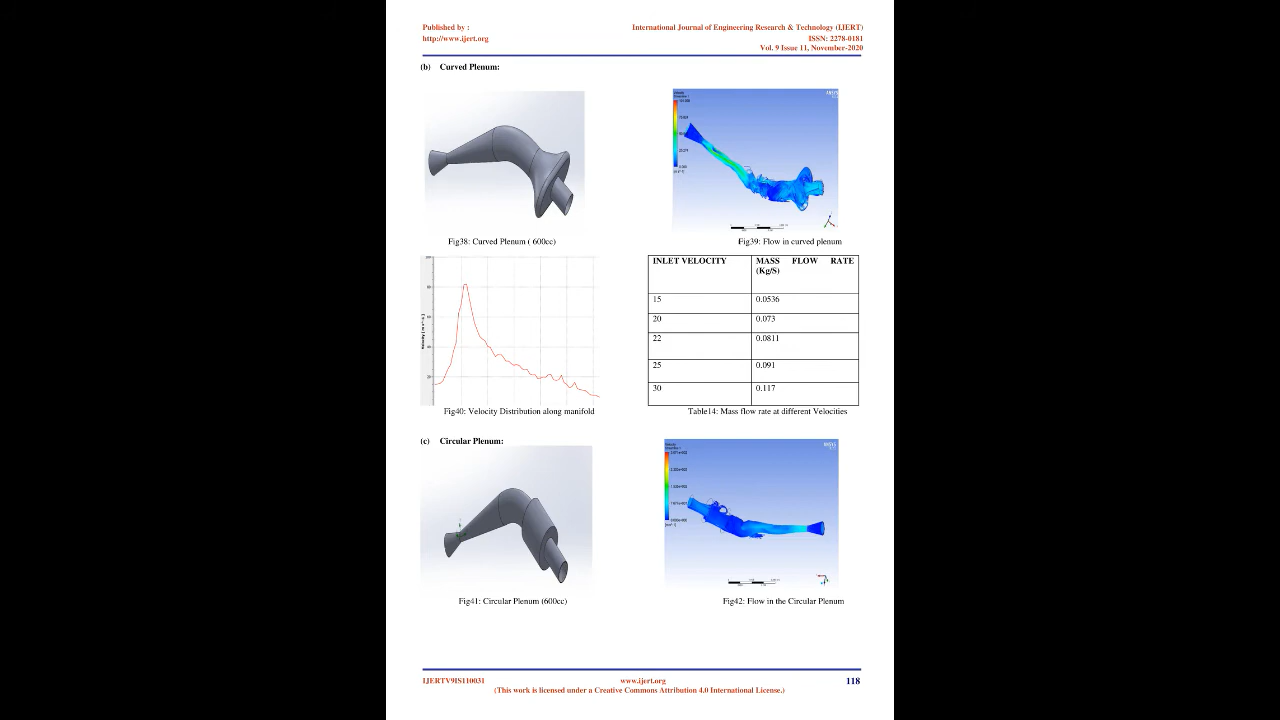 Published by :
International Journal of Engineering Research & Technology (IJERT)
http://www.ijert.org
ISSN: 2278-0181
Vol. 9 Issue 11, November-2020
(b) Curved Plenum:
ANSYS
Fig38: Curved Plenum ( 600cc)
Fig39: Flow in curved plenum
INLET VELOCITY
MASS FLOW RATE
(Kg/S)
15
0.0536
20
0.073
22
0.0811
25
0.091
30
0.117
Fig40: Velocity Distribution along manifold
Table14: Mass flow rate at different Velocities
(c) Circular Plenum:
ANSYS
Fig41: Circular Plenum (600cc)
Fig42: Flow in the Circular Plenum
IJERTV9IS110031
www.ijert.org
118
(This work is licensed under a Creative Commons Attribution 4.0 International License.)